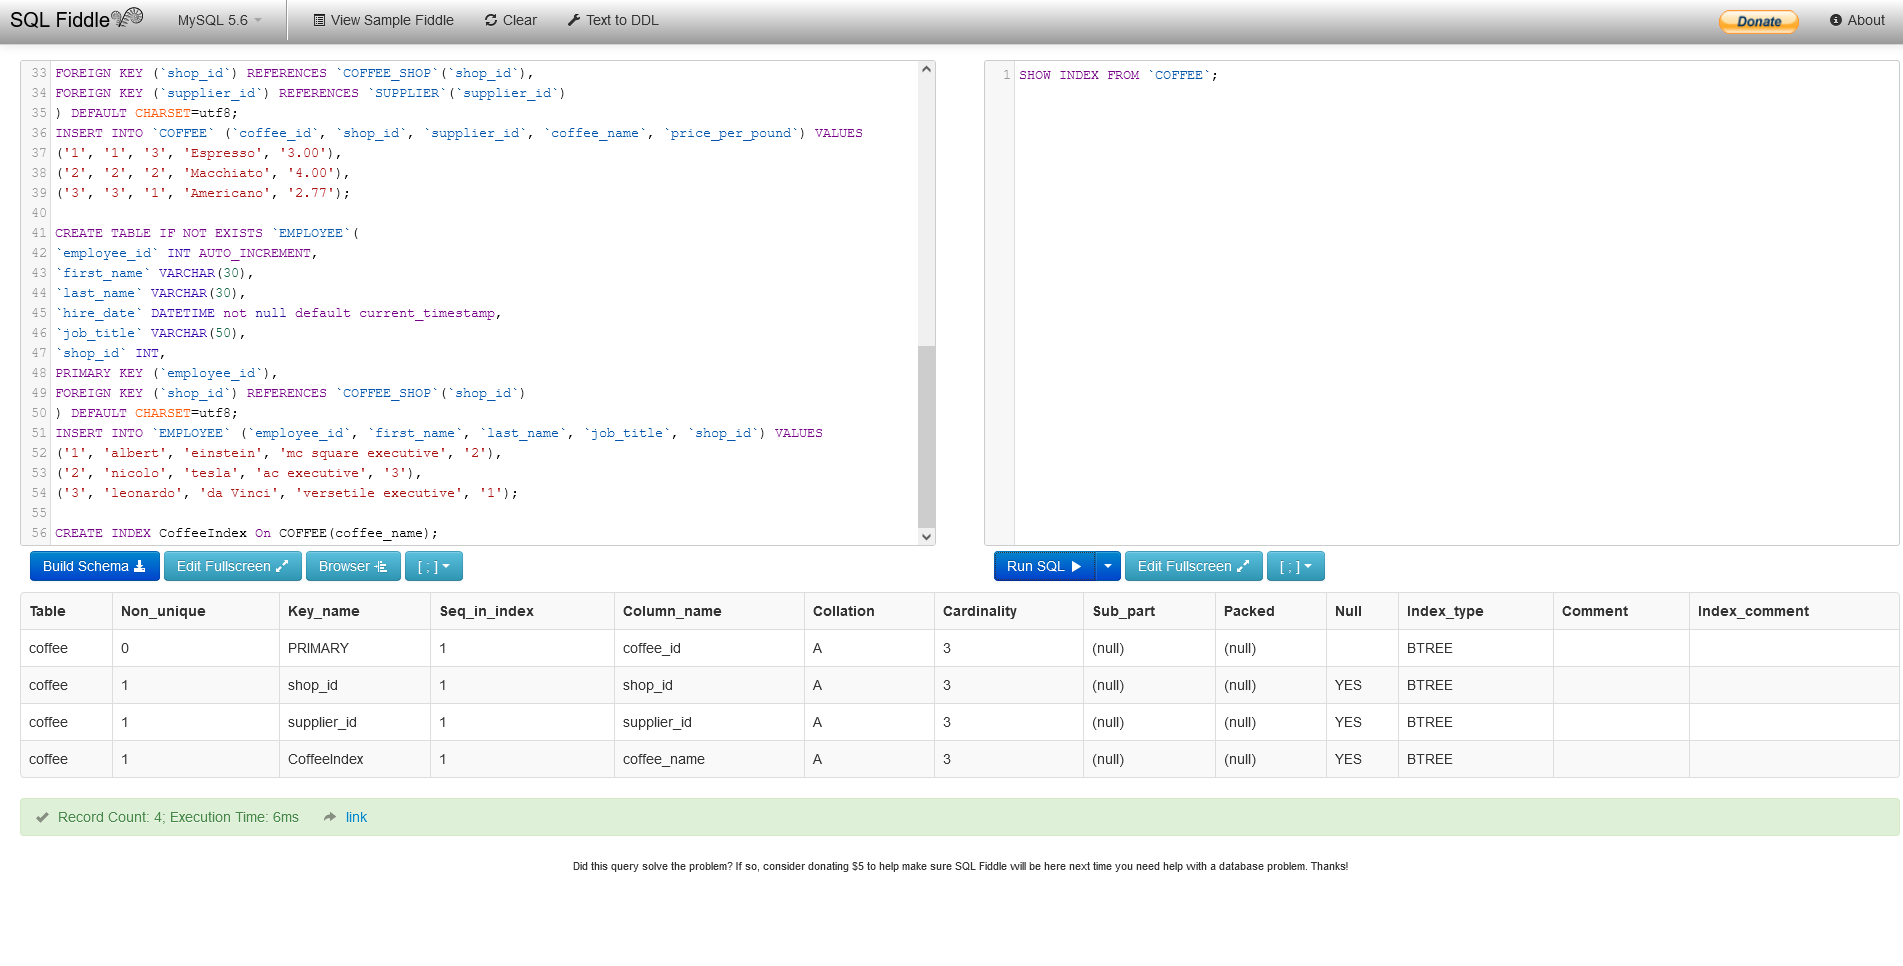 SQL Fiddle MySQL 5.6 View Sample Fiddle Clear Text to DDL Donate About
33 FOREIGN KEY (`shop_id`) REFERENCES `COFFEE_SHOP`(`shop_id`),
34 FOREIGN KEY (`supplier_id`) REFERENCES `SUPPLIER`(`supplier_id`)
35 ) DEFAULT CHARSET=utf8;
36 INSERT INTO `COFFEE` (`coffee_id`, `shop_id`, `supplier_id`, `coffee_name`, `price_per_pound`) VALUES
37 ('1', '1', '3', 'Espresso', '3.00'),
38 ('2', '2', '2', 'Macchiato', '4.00'),
39 ('3', '3', '1', 'Americano', '2.77');
40
41 CREATE TABLE IF NOT EXISTS `EMPLOYEE`(
42 `employee_id` INT AUTO_INCREMENT,
43 `first_name` VARCHAR(30),
44 `last_name` VARCHAR(30),
45 `hire_date` DATETIME not null default current_timestamp,
46 `job_title` VARCHAR(50),
47 `shop_id` INT,
48 PRIMARY KEY (`employee_id`),
49 FOREIGN KEY (`shop_id`) REFERENCES `COFFEE_SHOP`(`shop_id`)
50 ) DEFAULT CHARSET=utf8;
51 INSERT INTO `EMPLOYEE` (`employee_id`, `first_name`, `last_name`, `job_title`, `shop_id`) VALUES
52 ('1', 'albert', 'einstein', 'mc square executive', '2'),
53 ('2', 'nicolo', 'tesla', 'ac executive', '3'),
54 ('3', 'leonardo', 'da Vinci', 'versetile executive', '1');
55
56 CREATE INDEX CoffeeIndex On COFFEE(coffee_name);
1 SHOW INDEX FROM `COFFEE`;
Build Schema Edit Fullscreen Browser [ ; ]
Run SQL Edit Fullscreen [ ; ]
Table Non_unique Key_name Seq_in_index Column_name Collation Cardinality Sub_part Packed Null Index_type Comment Index_comment
coffee 0 PRIMARY 1 coffee_id A 3 (null) (null) BTREE
coffee 1 shop_id 1 shop_id A 3 (null) (null) YES BTREE
coffee 1 supplier_id 1 supplier_id A 3 (null) (null) YES BTREE
coffee 1 CoffeeIndex 1 coffee_name A 3 (null) (null) YES BTREE
Record Count: 4; Execution Time: 6ms link
Did this query solve the problem? If so, consider donating $5 to help make sure SQL Fiddle will be here next time you need help with a database problem. Thanks!